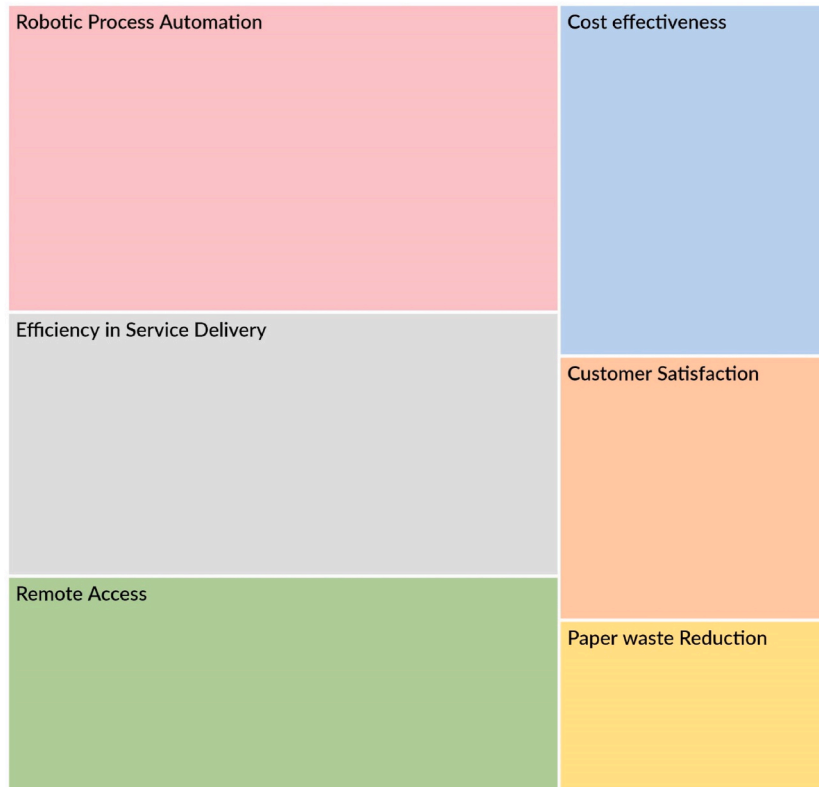 Robotic Process Automation
Efficiency in Service Delivery
Remote Access
Cost effectiveness
Customer Satisfaction
Paper waste Reduction